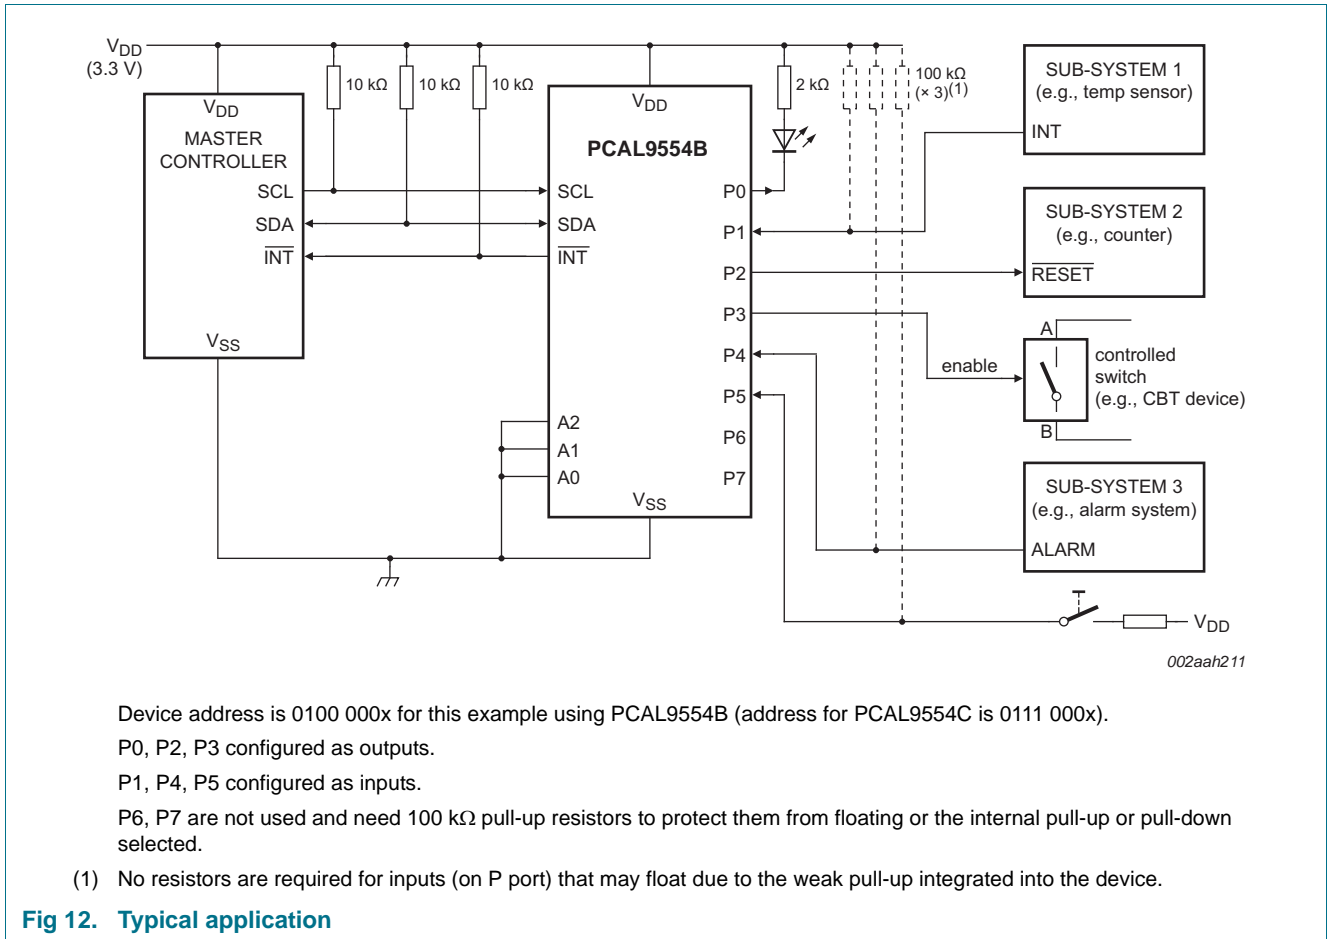 VDD
(3.3 V)
10 kΩ
10 kΩ
10 kΩ
2 kΩ
100 kΩ
(× 3)(1)
VDD
MASTER
CONTROLLER
SCL
SDA
INT
VSS
VDD
PCAL9554B
SCL
SDA
INT
A2
A1
A0
VSS
P0
P1
P2
P3
P4
P5
P6
P7
SUB-SYSTEM 1
(e.g., temp sensor)
INT
SUB-SYSTEM 2
(e.g., counter)
RESET
enable
A
B
controlled
switch
(e.g., CBT device)
SUB-SYSTEM 3
(e.g., alarm system)
ALARM
VDD
002aah211
Device address is 0100 000x for this example using PCAL9554B (address for PCAL9554C is 0111 000x).
P0, P2, P3 configured as outputs.
P1, P4, P5 configured as inputs.
P6, P7 are not used and need 100 kΩ pull-up resistors to protect them from floating or the internal pull-up or pull-down
selected.
(1) No resistors are required for inputs (on P port) that may float due to the weak pull-up integrated into the device.
Fig 12. Typical application